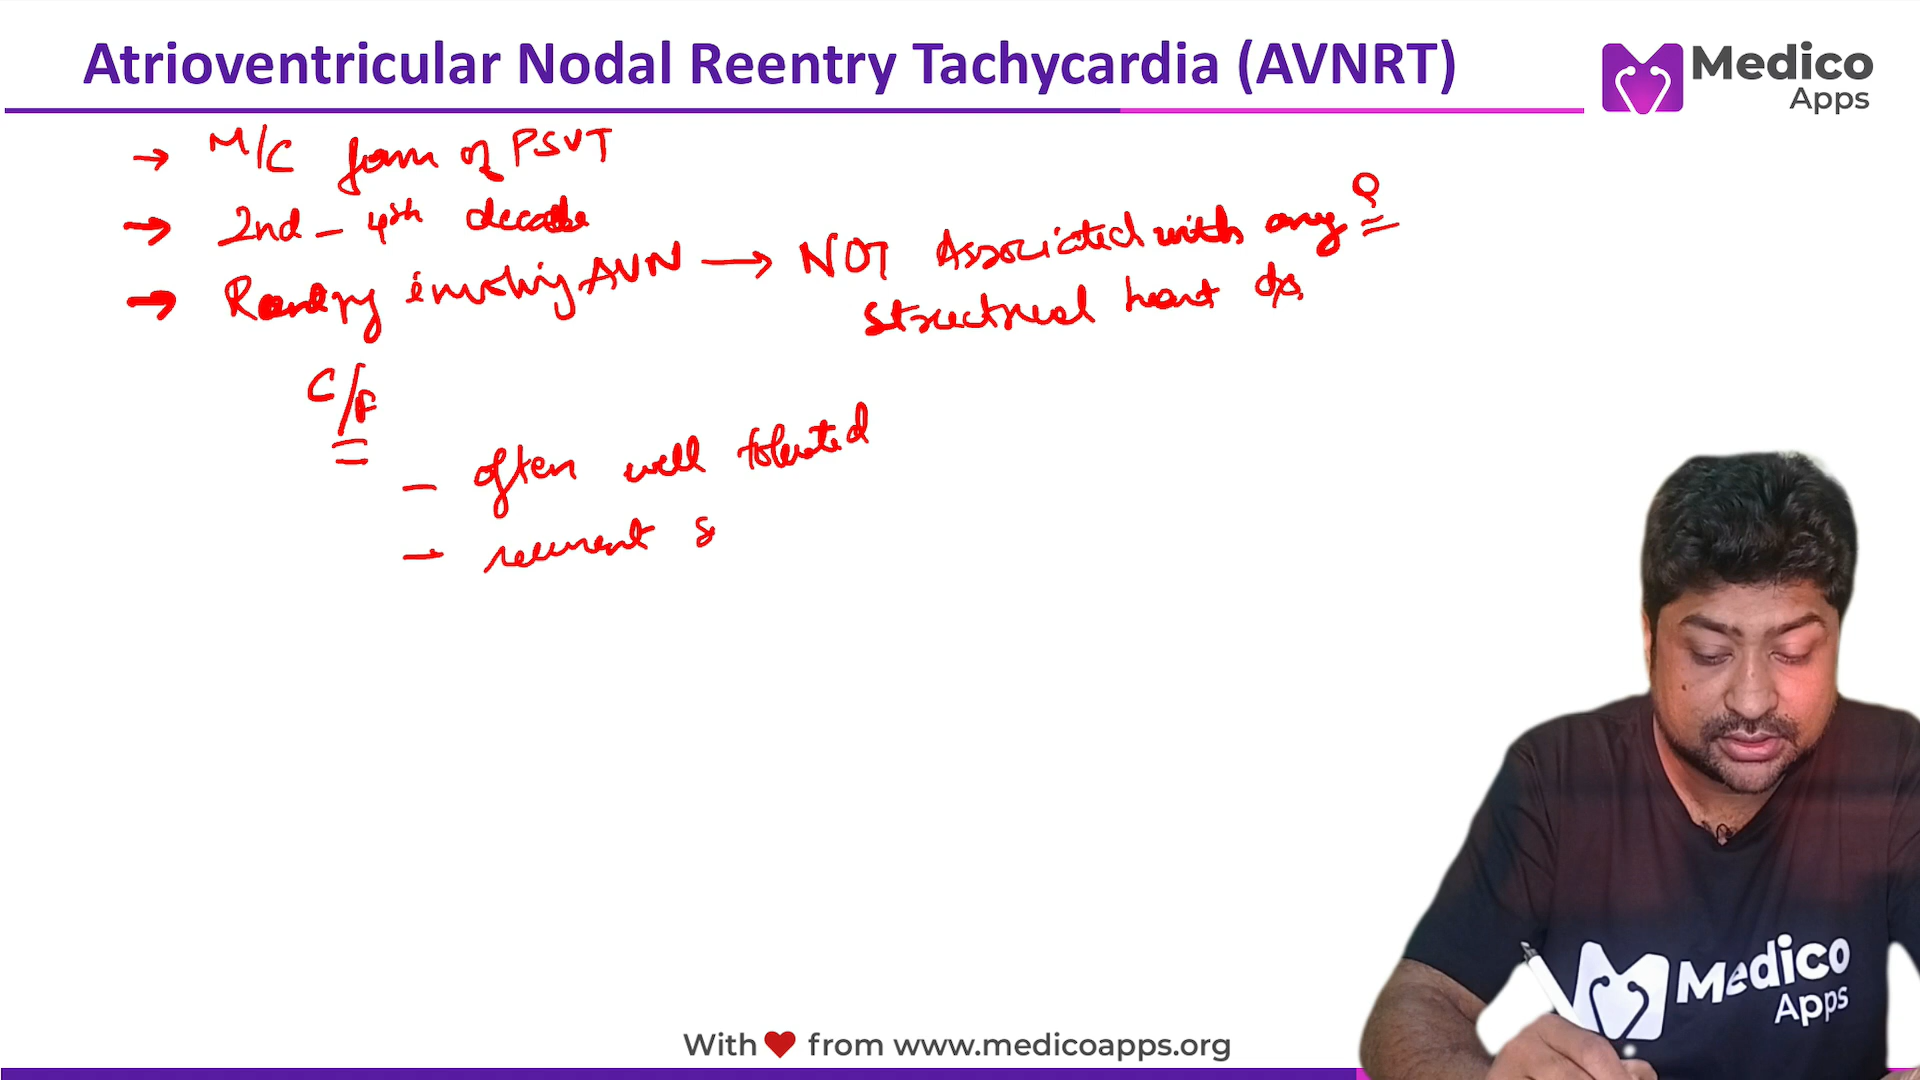 Atrioventricular Nodal Reentry Tachycardia (AVNRT)
Medico
Apps
→ M/C form of PSVT
→ 2nd - 4th decade
→ Reentry involving AVN → NOT Associated with any
structural heart ds
Q
C/F
- often well tolerated
- recurrent s
Medico
Apps
With ❤ from www.medicoapps.org